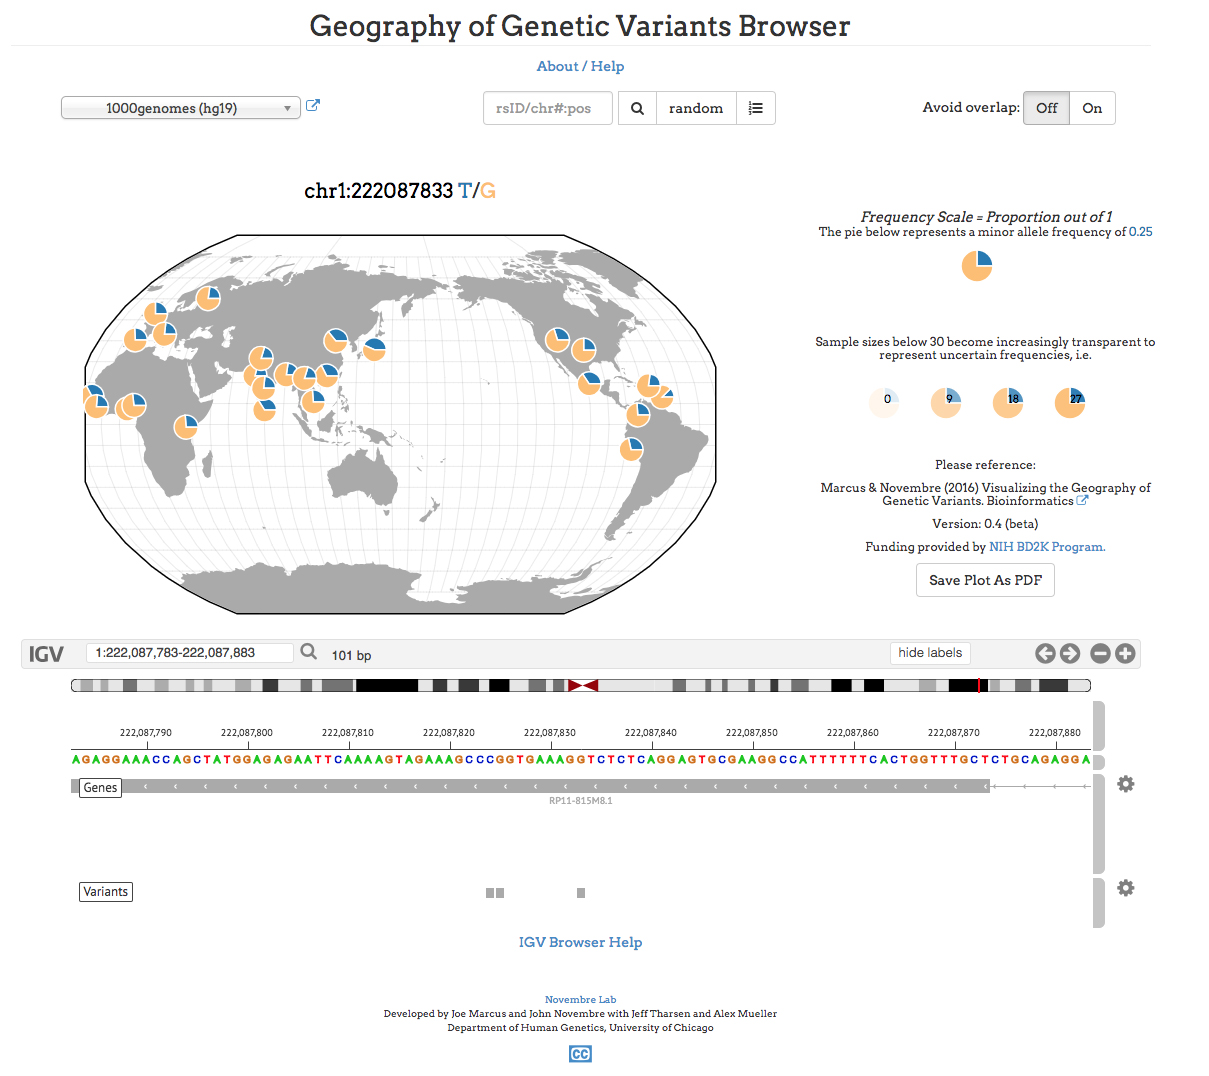 Geography of Genetic Variants Browser
About / Help
1000genomes (hg19)
rsID/chr#:pos
random
Avoid overlap:
Off
On
chr1:222087833 T/G
Frequency Scale = Proportion out of 1
The pie below represents a minor allele frequency of 0.25
Sample sizes below 30 become increasingly transparent to
represent uncertain frequencies, i.e.
0
9
18
27
Please reference:
Marcus & Novembre (2016) Visualizing the Geography of
Genetic Variants. Bioinformatics
Version: 0.4 (beta)
Funding provided by NIH BD2K Program.
Save Plot As PDF
IGV
1:222,087,783-222,087,883
101 bp
hide labels
222,087,790
222,087,800
222,087,810
222,087,820
222,087,830
222,087,840
222,087,850
222,087,860
222,087,870
222,087,880
AGAGGAAACCAGCTATGGAGAGAATTCAAAAGTAGAAAGCCCGGTGAAAGGTCTCTCAGGAGTGCGAAGGCCATTTTTTCACTGGTTTGCTCTGCAGAGGA
Genes
RP11-815M8.1
Variants
IGV Browser Help
Novembre Lab
Developed by Joe Marcus and John Novembre with Jeff Tharsen and Alex Mueller
Department of Human Genetics, University of Chicago
cc